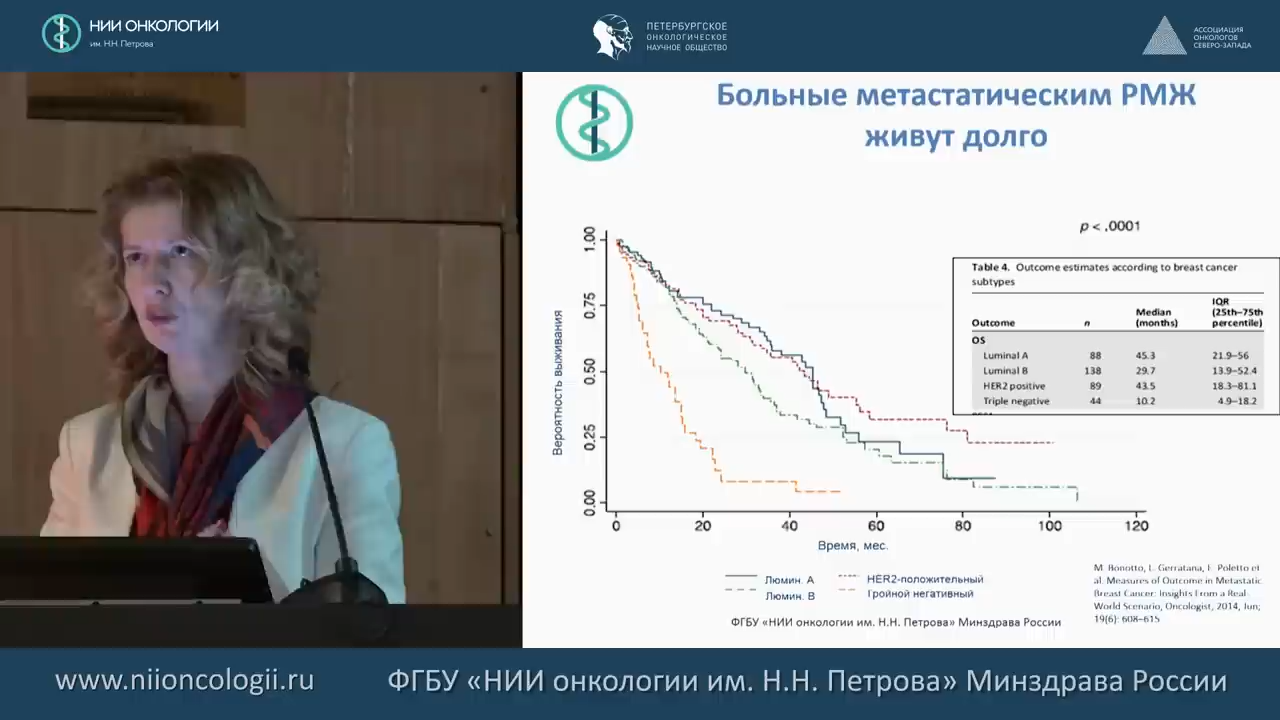 НИИ ОНКОЛОГИИ
им. Н.Н. Петрова
ПЕТЕРБУРГСКОЕ
ОНКОЛОГИЧЕСКОЕ
НАУЧНОЕ ОБЩЕСТВО
АССОЦИАЦИЯ
ОНКОЛОГОВ
СЕВЕРО-ЗАПАДА
Больные метастатическим РМЖ
живут долго
p < ,0001
Table 4. Outcome estimates according to breast cancer
subtypes
Outcome n Median (months) IQR (25th–75th percentile)
OS
Luminal A 88 45.3 21.9–56
Luminal B 138 29.7 13.9–52.4
HER2 positive 89 43.5 18.3–81.1
Triple negative 44 10.2 4.9–18.2
Вероятность выживания
1.00
0.75
0.50
0.25
0.00
0 20 40 60 80 100 120
Время, мес.
Люмин. A HER2-положительный
Люмин. B Тройной негативный
M. Bonotto, L. Gerratana, E. Poletto et
al. Measures of Outcome in Metastatic
Breast Cancer: Insights From a Real
World Scenario, Oncologist, 2014, Jun;
19(6): 608–615
ФГБУ «НИИ онкологии им. Н.Н. Петрова» Минздрава России
www.niioncologii.ru ФГБУ «НИИ онкологии им. Н.Н. Петрова» Минздрава России